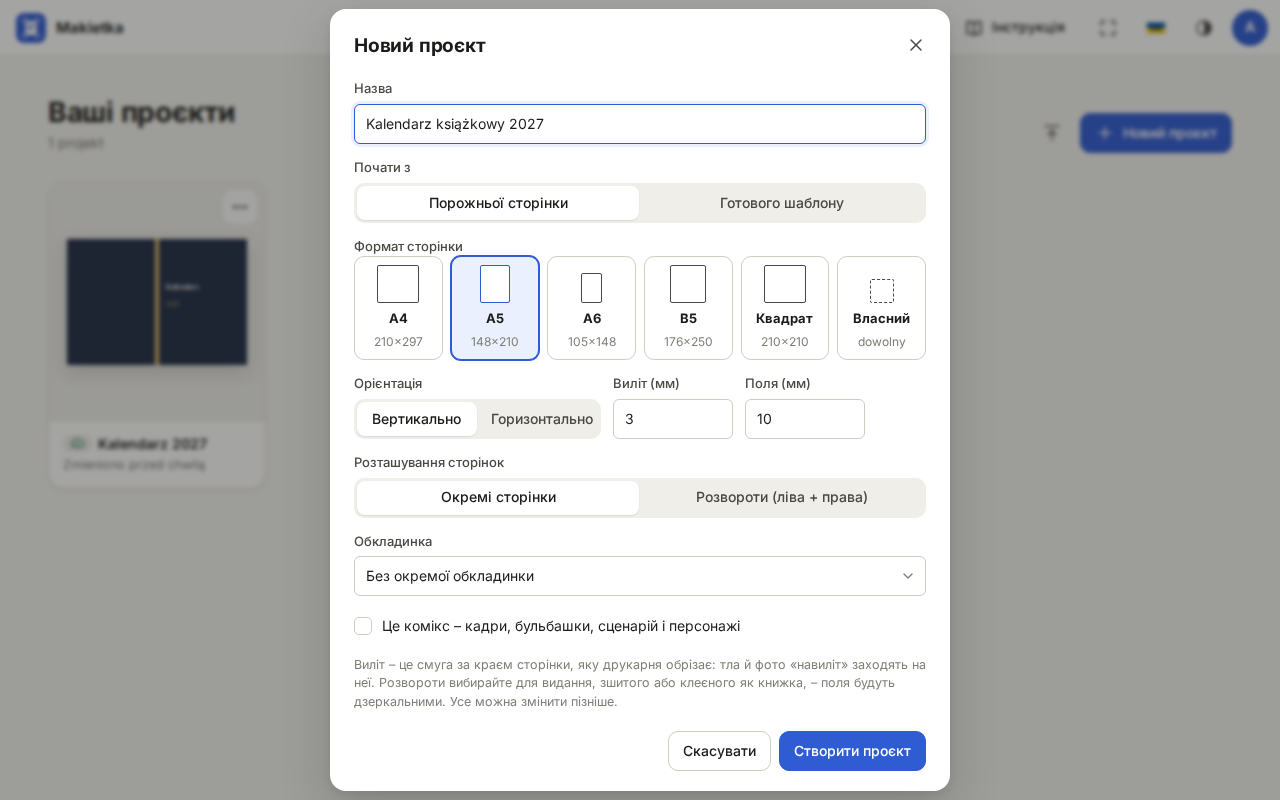 Makietka
Інструкція
A
Ваші проєкти
1 projekt
Новий проєкт
Kalendarz 2027
Zmieniono przed chwilą
Новий проєкт
Назва
Kalendarz książkowy 2027
Почати з
Порожньої сторінки
Готового шаблону
Формат сторінки
A4
210×297
A5
148×210
A6
105×148
B5
176×250
Квадрат
210×210
Власний
dowolny
Орієнтація
Виліт (мм)
Поля (мм)
Вертикально
Горизонтально
3
10
Розташування сторінок
Окремі сторінки
Розвороти (ліва + права)
Обкладинка
Без окремої обкладинки
Це комікс – кадри, бульбашки, сценарій і персонажі
Виліт – це смуга за краєм сторінки, яку друкарня обрізає: тла й фото «навиліт» заходять на
неї. Розвороти вибирайте для видання, зшитого або клеєного як книжка, – поля будуть
дзеркальними. Усе можна змінити пізніше.
Скасувати
Створити проєкт